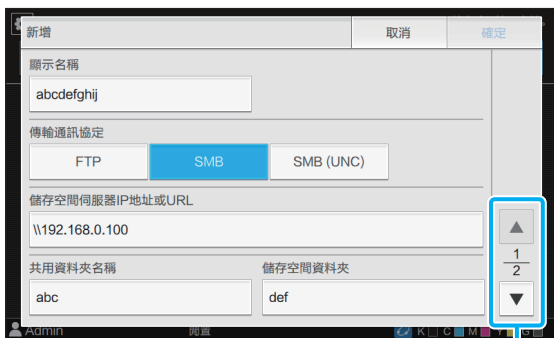 新增 取消 確定
顯示名稱
abcdefghij
傳輸通訊協定
FTP SMB SMB (UNC)
儲存空間伺服器IP地址或URL
\\192.168.0.100
1
2
共用資料夾名稱 儲存空間資料夾
abc def
Admin 閒置 K C M Y G